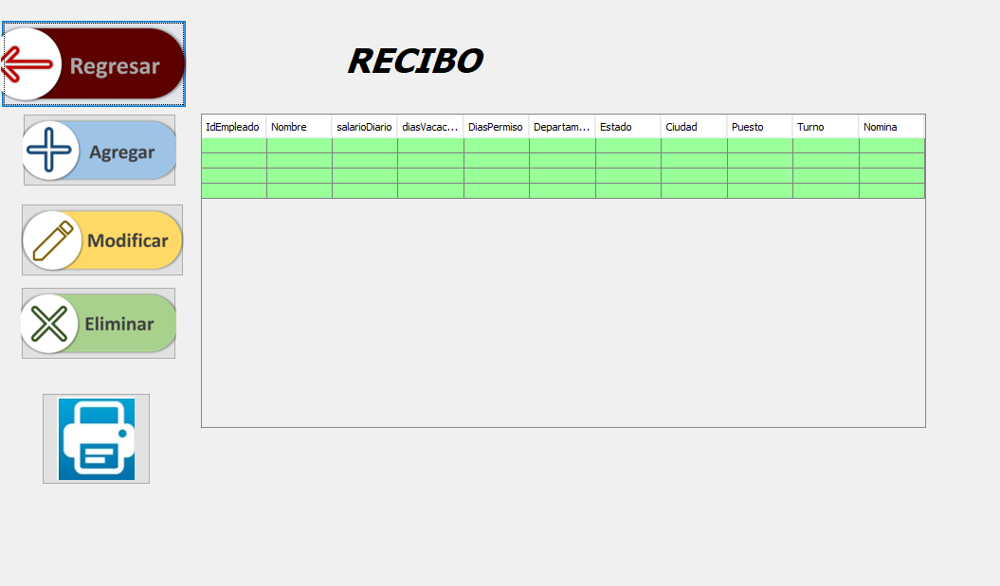 Regresar
RECIBO
Agregar
IdEmpleado Nombre salarioDiario diasVacac... DiasPermiso Departam... Estado Ciudad Puesto Turno Nomina
Modificar
Eliminar